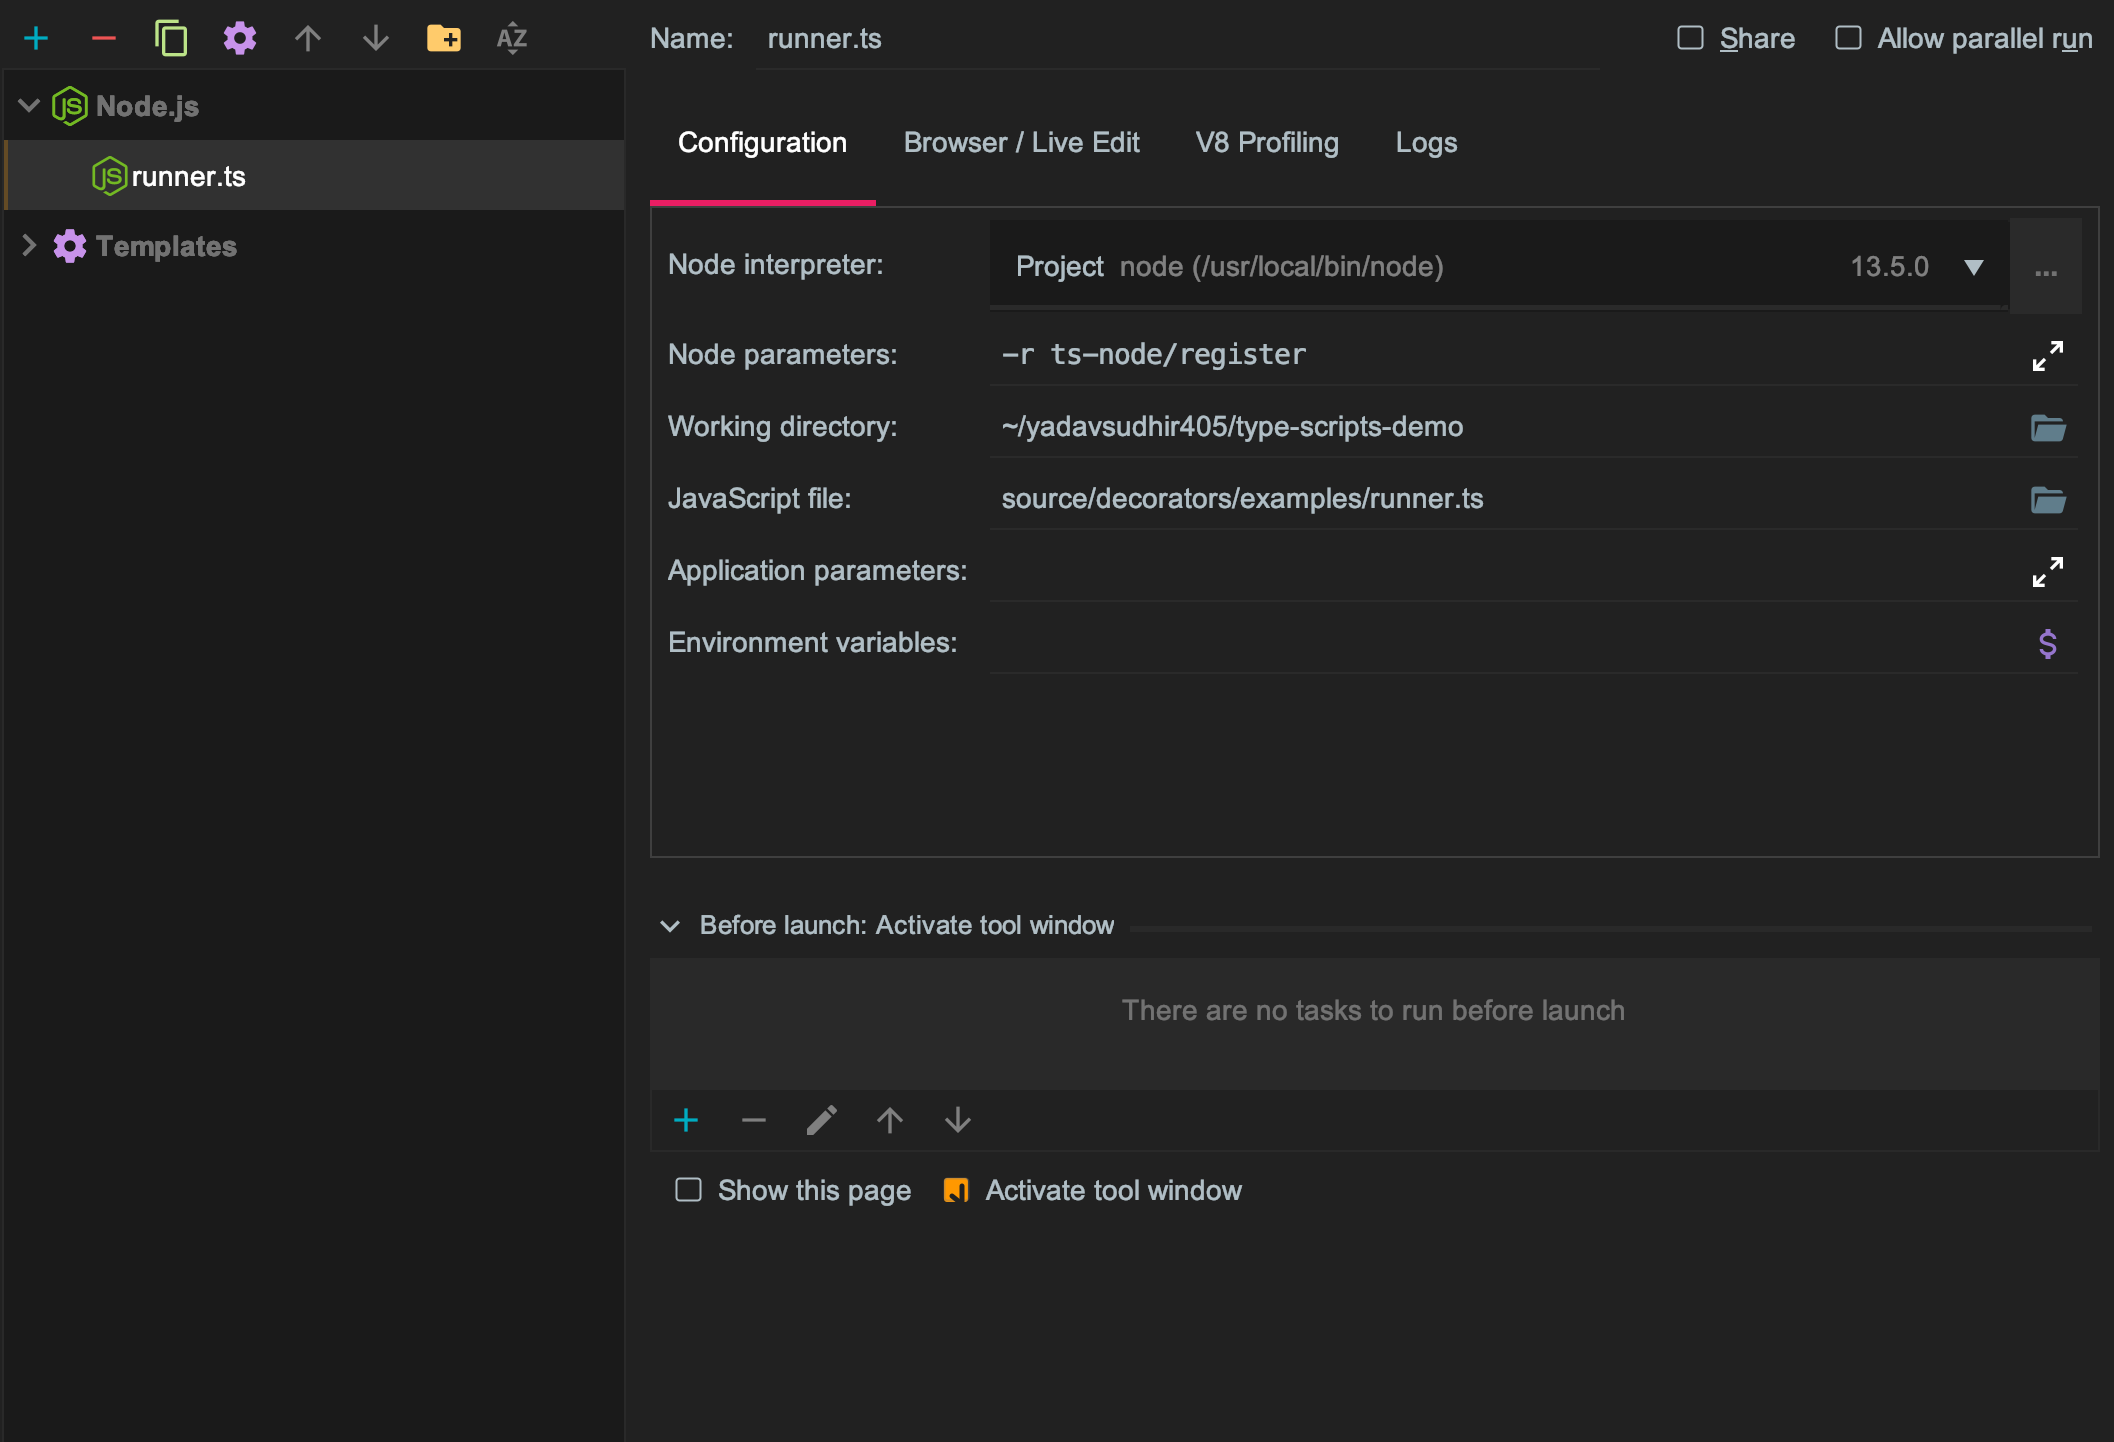 Name: runner.ts Share Allow parallel run
Node.js
runner.ts
Templates
Configuration Browser / Live Edit V8 Profiling Logs
Node interpreter: Project node (/usr/local/bin/node) 13.5.0 ...
Node parameters: -r ts-node/register
Working directory: ~/yadavsudhir405/type-scripts-demo
JavaScript file: source/decorators/examples/runner.ts
Application parameters:
Environment variables: $
Before launch: Activate tool window
There are no tasks to run before launch
Show this page Activate tool window